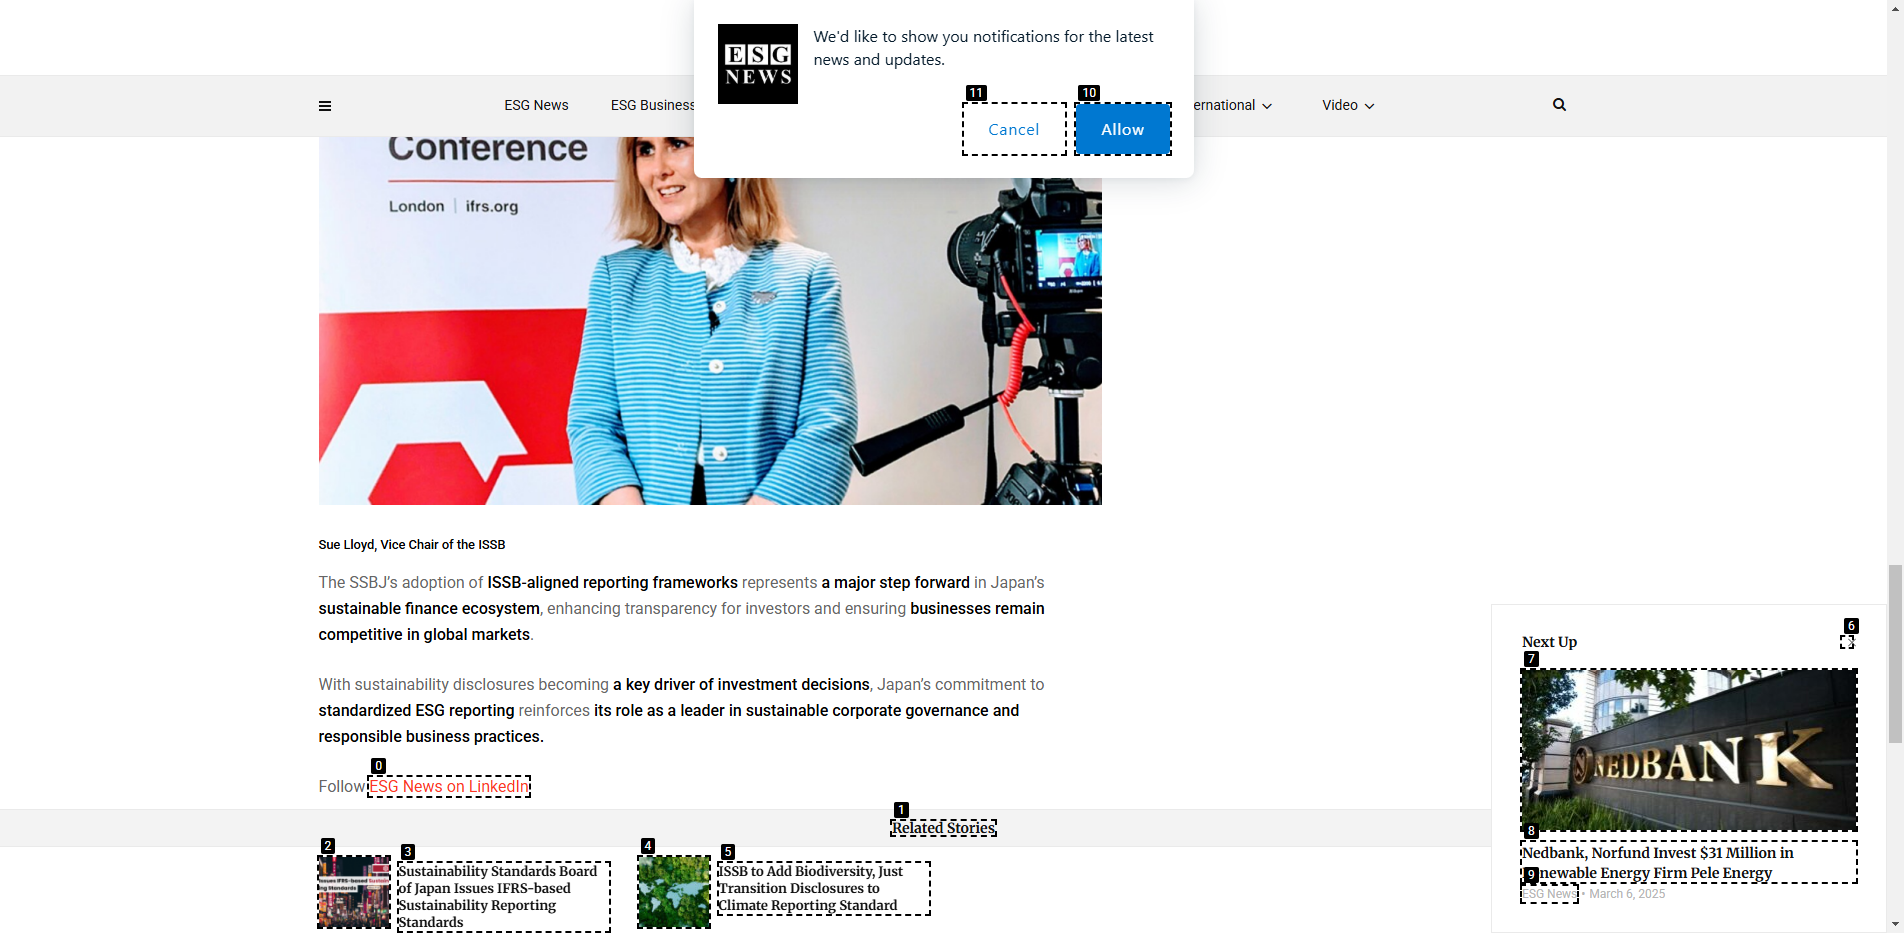 ESG
NEWS
We'd like to show you notifications for the latest
news and updates.
11
10
Cancel
Allow
ESG News
ESG Business
ernational
Video
Conference
London | ifrs.org
Sue Lloyd, Vice Chair of the ISSB
The SSBJ's adoption of ISSB-aligned reporting frameworks represents a major step forward in Japan's
sustainable finance ecosystem, enhancing transparency for investors and ensuring businesses remain
competitive in global markets.
With sustainability disclosures becoming a key driver of investment decisions, Japan's commitment to
standardized ESG reporting reinforces its role as a leader in sustainable corporate governance and
responsible business practices.
0
Follow ESG News on LinkedIn
1
Related Stories
2
3
Issues IFRS-based Sustain
ng Standards
Sustainability Standards Board
of Japan Issues IFRS-based
Sustainability Reporting
Standards
4
5
ISSB to Add Biodiversity, Just
Transition Disclosures to
Climate Reporting Standard
6
Next Up
7
NEDBANK
8
Nedbank, Norfund Invest $31 Million in
9
newable Energy Firm Pele Energy
ESG News • March 6, 2025